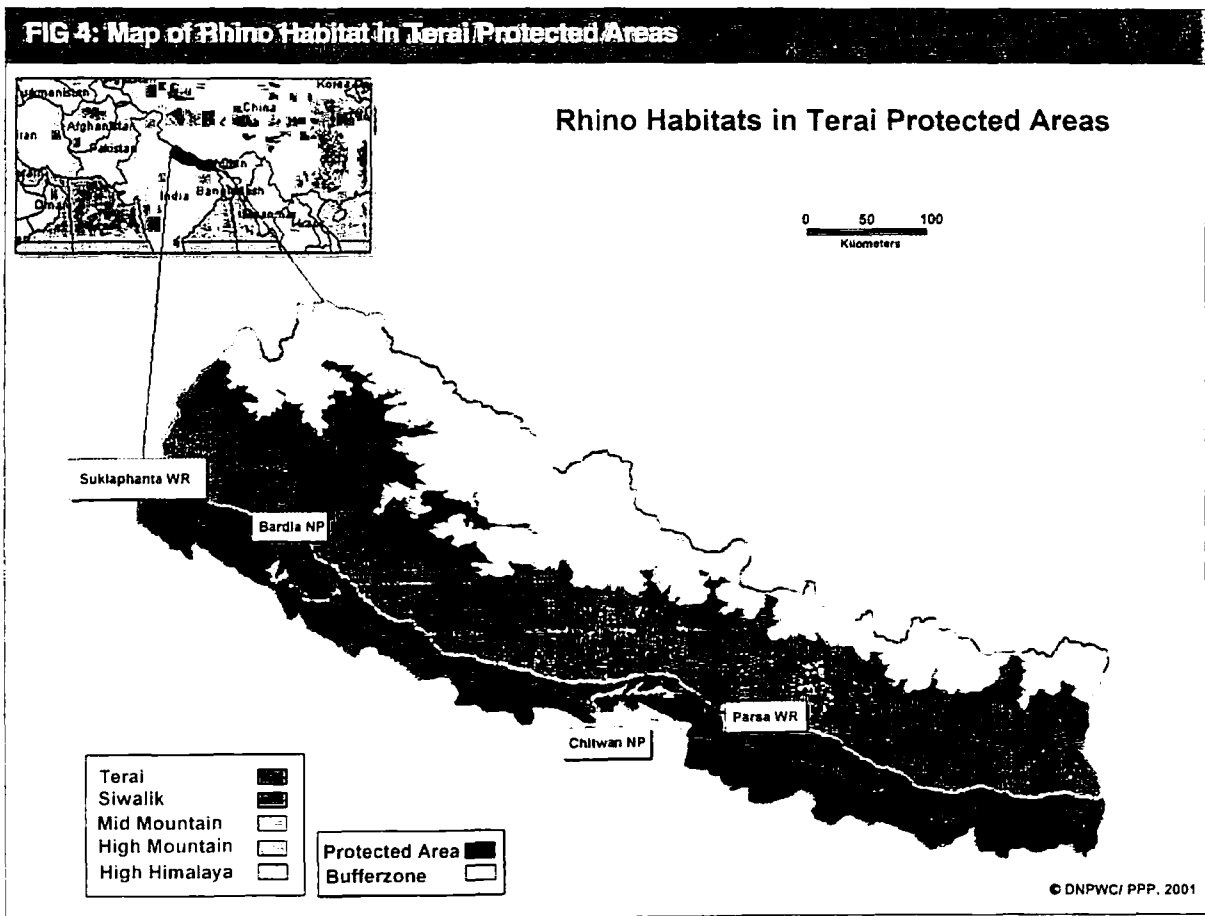 FIG 4: Map of Rhino Habitat in Terai Protected Areas
Rhino Habitats in Terai Protected Areas
China
Afghanistan
Pakistan
India
Bangladesh
0 50 100
Kilometers
Suklaphanta WR
Bardia NP
Parsa WR
Chitwan NP
Terai
Siwalik
Mid Mountain
High Mountain
High Himalaya
Protected Area
Bufferzone
© DNPWC/ PPP, 2001